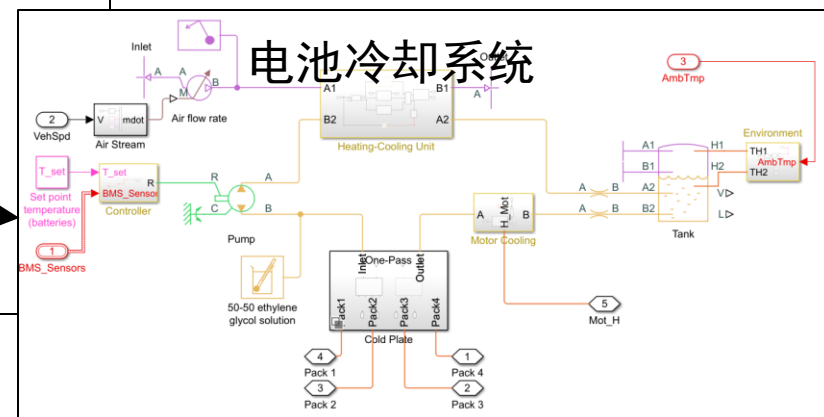 电池冷却系统
Inlet
Outlet
A
A
B
M
A1
B1
A
B2
A2
Heating-Cooling Unit
3
AmbTmp
2
VehSpd
V
mdot
Air Stream
Air flow rate
Environment
A1
H1
TH1
AmbTmp
B1
H2
TH2
A
B
A2
V
A
B
B2
L
Tank
T_set
Set point
temperature
(batteries)
T_set
BMS_Sensor
R
Controller
R
A
C
B
Pump
1
BMS_Sensors
A
B
H_Mot
Motor Cooling
50-50 ethylene
glycol solution
Inlet
One-Pass
Outlet
Pack1
Pack2
Pack3
Pack4
Cold Plate
5
Mot_H
4
Pack 1
1
Pack 4
3
Pack 2
2
Pack 3